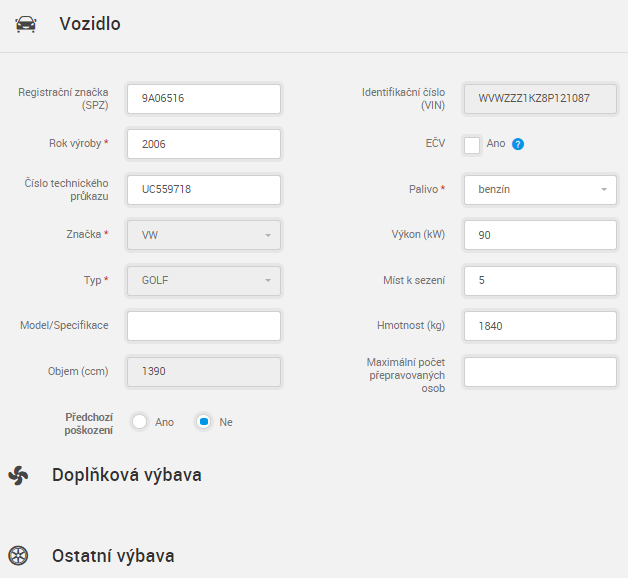 Vozidlo
Registrační značka
(SPZ)
9A06516
Identifikační číslo
(VIN)
WVWZZZ1KZ8P121087
Rok výroby *
2006
EČV
Ano
?
Číslo technického
průkazu
UC559718
Palivo *
benzín
Značka *
VW
Výkon (kW)
90
Typ *
GOLF
Míst k sezení
5
Model/Specifikace
Hmotnost (kg)
1840
Objem (ccm)
1390
Maximální počet
přepravovaných
osob
Předchozí
poškození
Ano
Ne
Doplňková výbava
Ostatní výbava